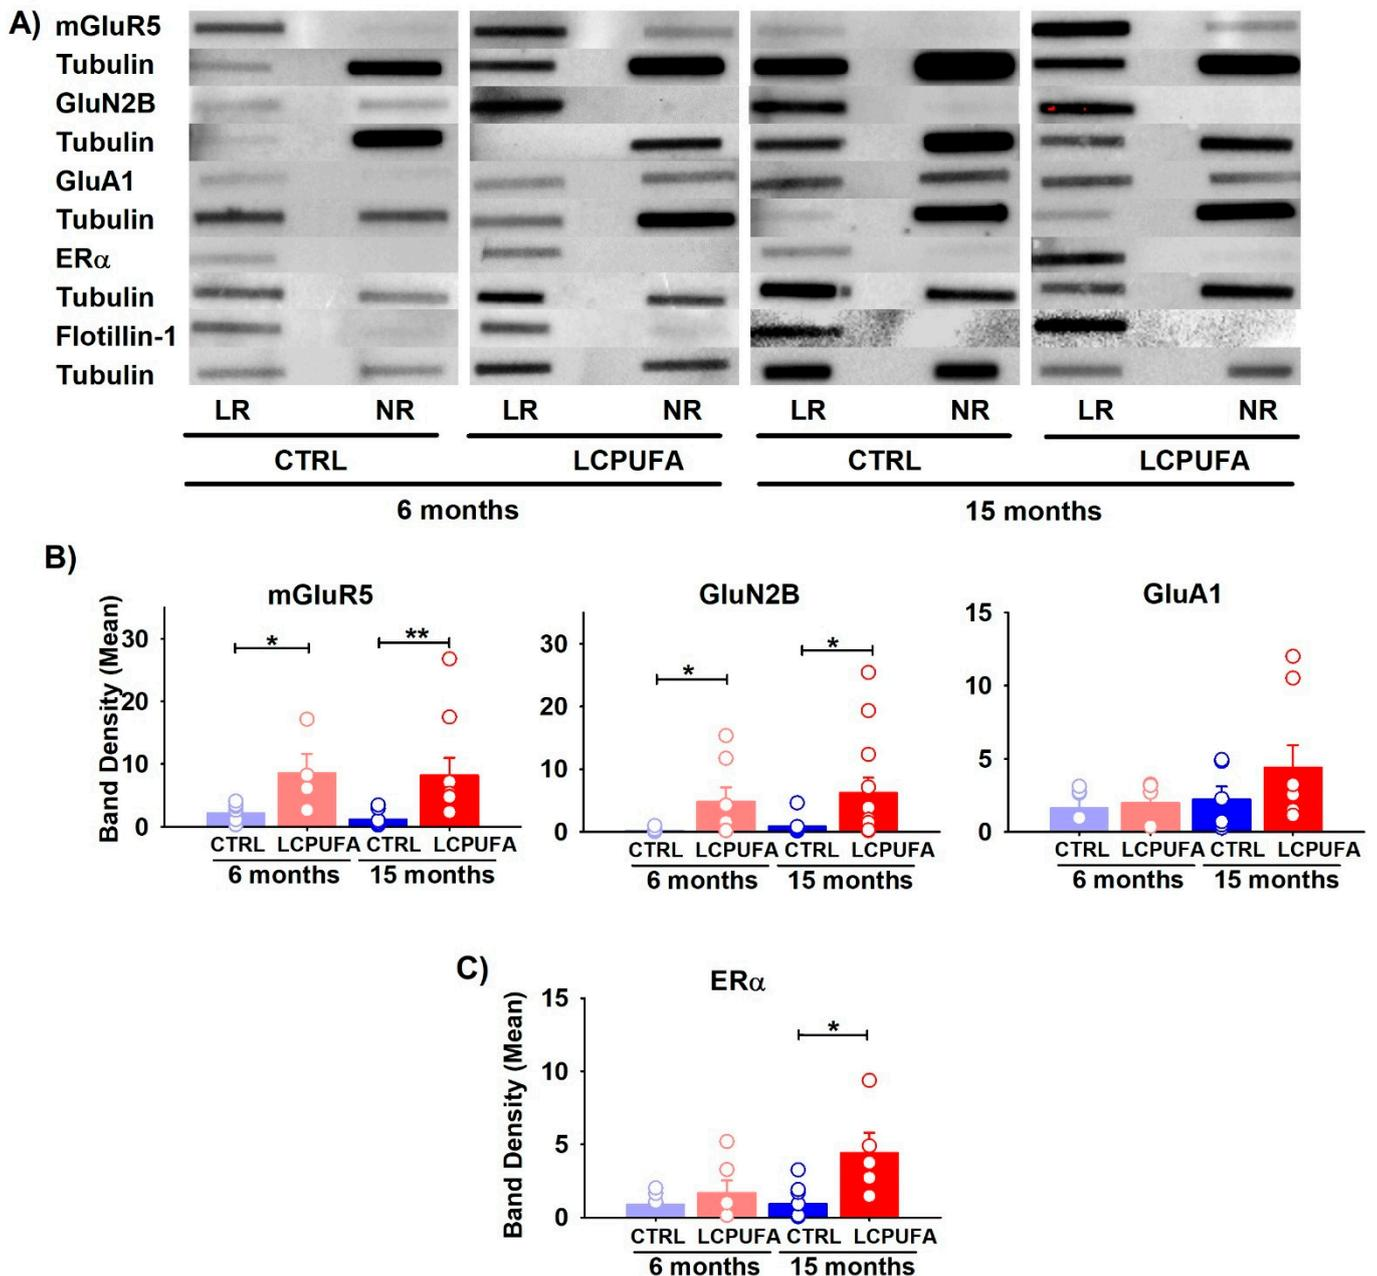 A)
mGluR5
Tubulin
GluN2B
Tubulin
GluA1
Tubulin
ERα
Tubulin
Flotillin-1
Tubulin
LR NR LR NR LR NR LR NR
CTRL LCPUFA CTRL LCPUFA
6 months 15 months
B)
mGluR5
Band Density (Mean)
30
20
10
0
*
**
CTRL LCPUFA CTRL LCPUFA
6 months 15 months
GluN2B
30
20
10
0
*
*
CTRL LCPUFA CTRL LCPUFA
6 months 15 months
GluA1
15
10
5
0
CTRL LCPUFA CTRL LCPUFA
6 months 15 months
C)
ERα
Band Density (Mean)
15
10
5
0
*
CTRL LCPUFA CTRL LCPUFA
6 months 15 months